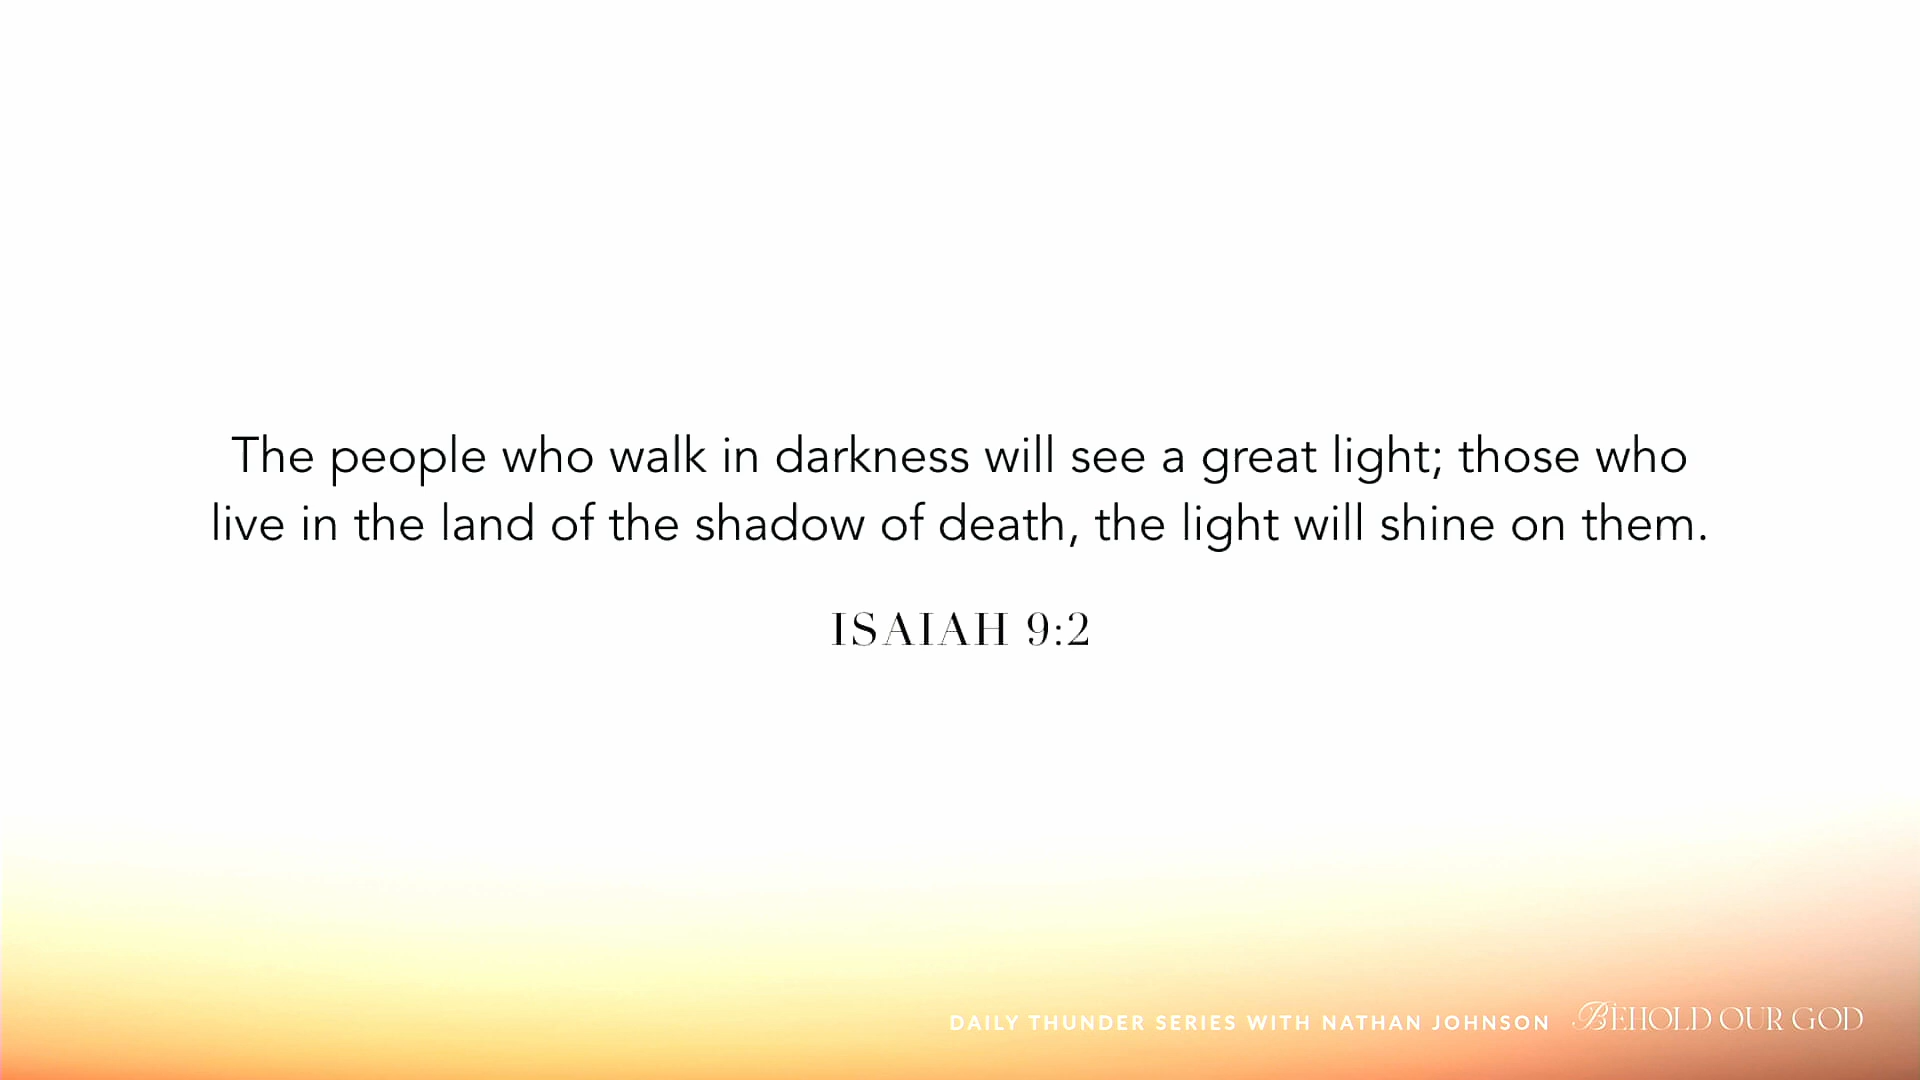 The people who walk in darkness will see a great light; those who
live in the land of the shadow of death, the light will shine on them.
ISAIAH 9:2
DAILY THUNDER SERIES WITH NATHAN JOHNSON BEHOLD OUR GOD